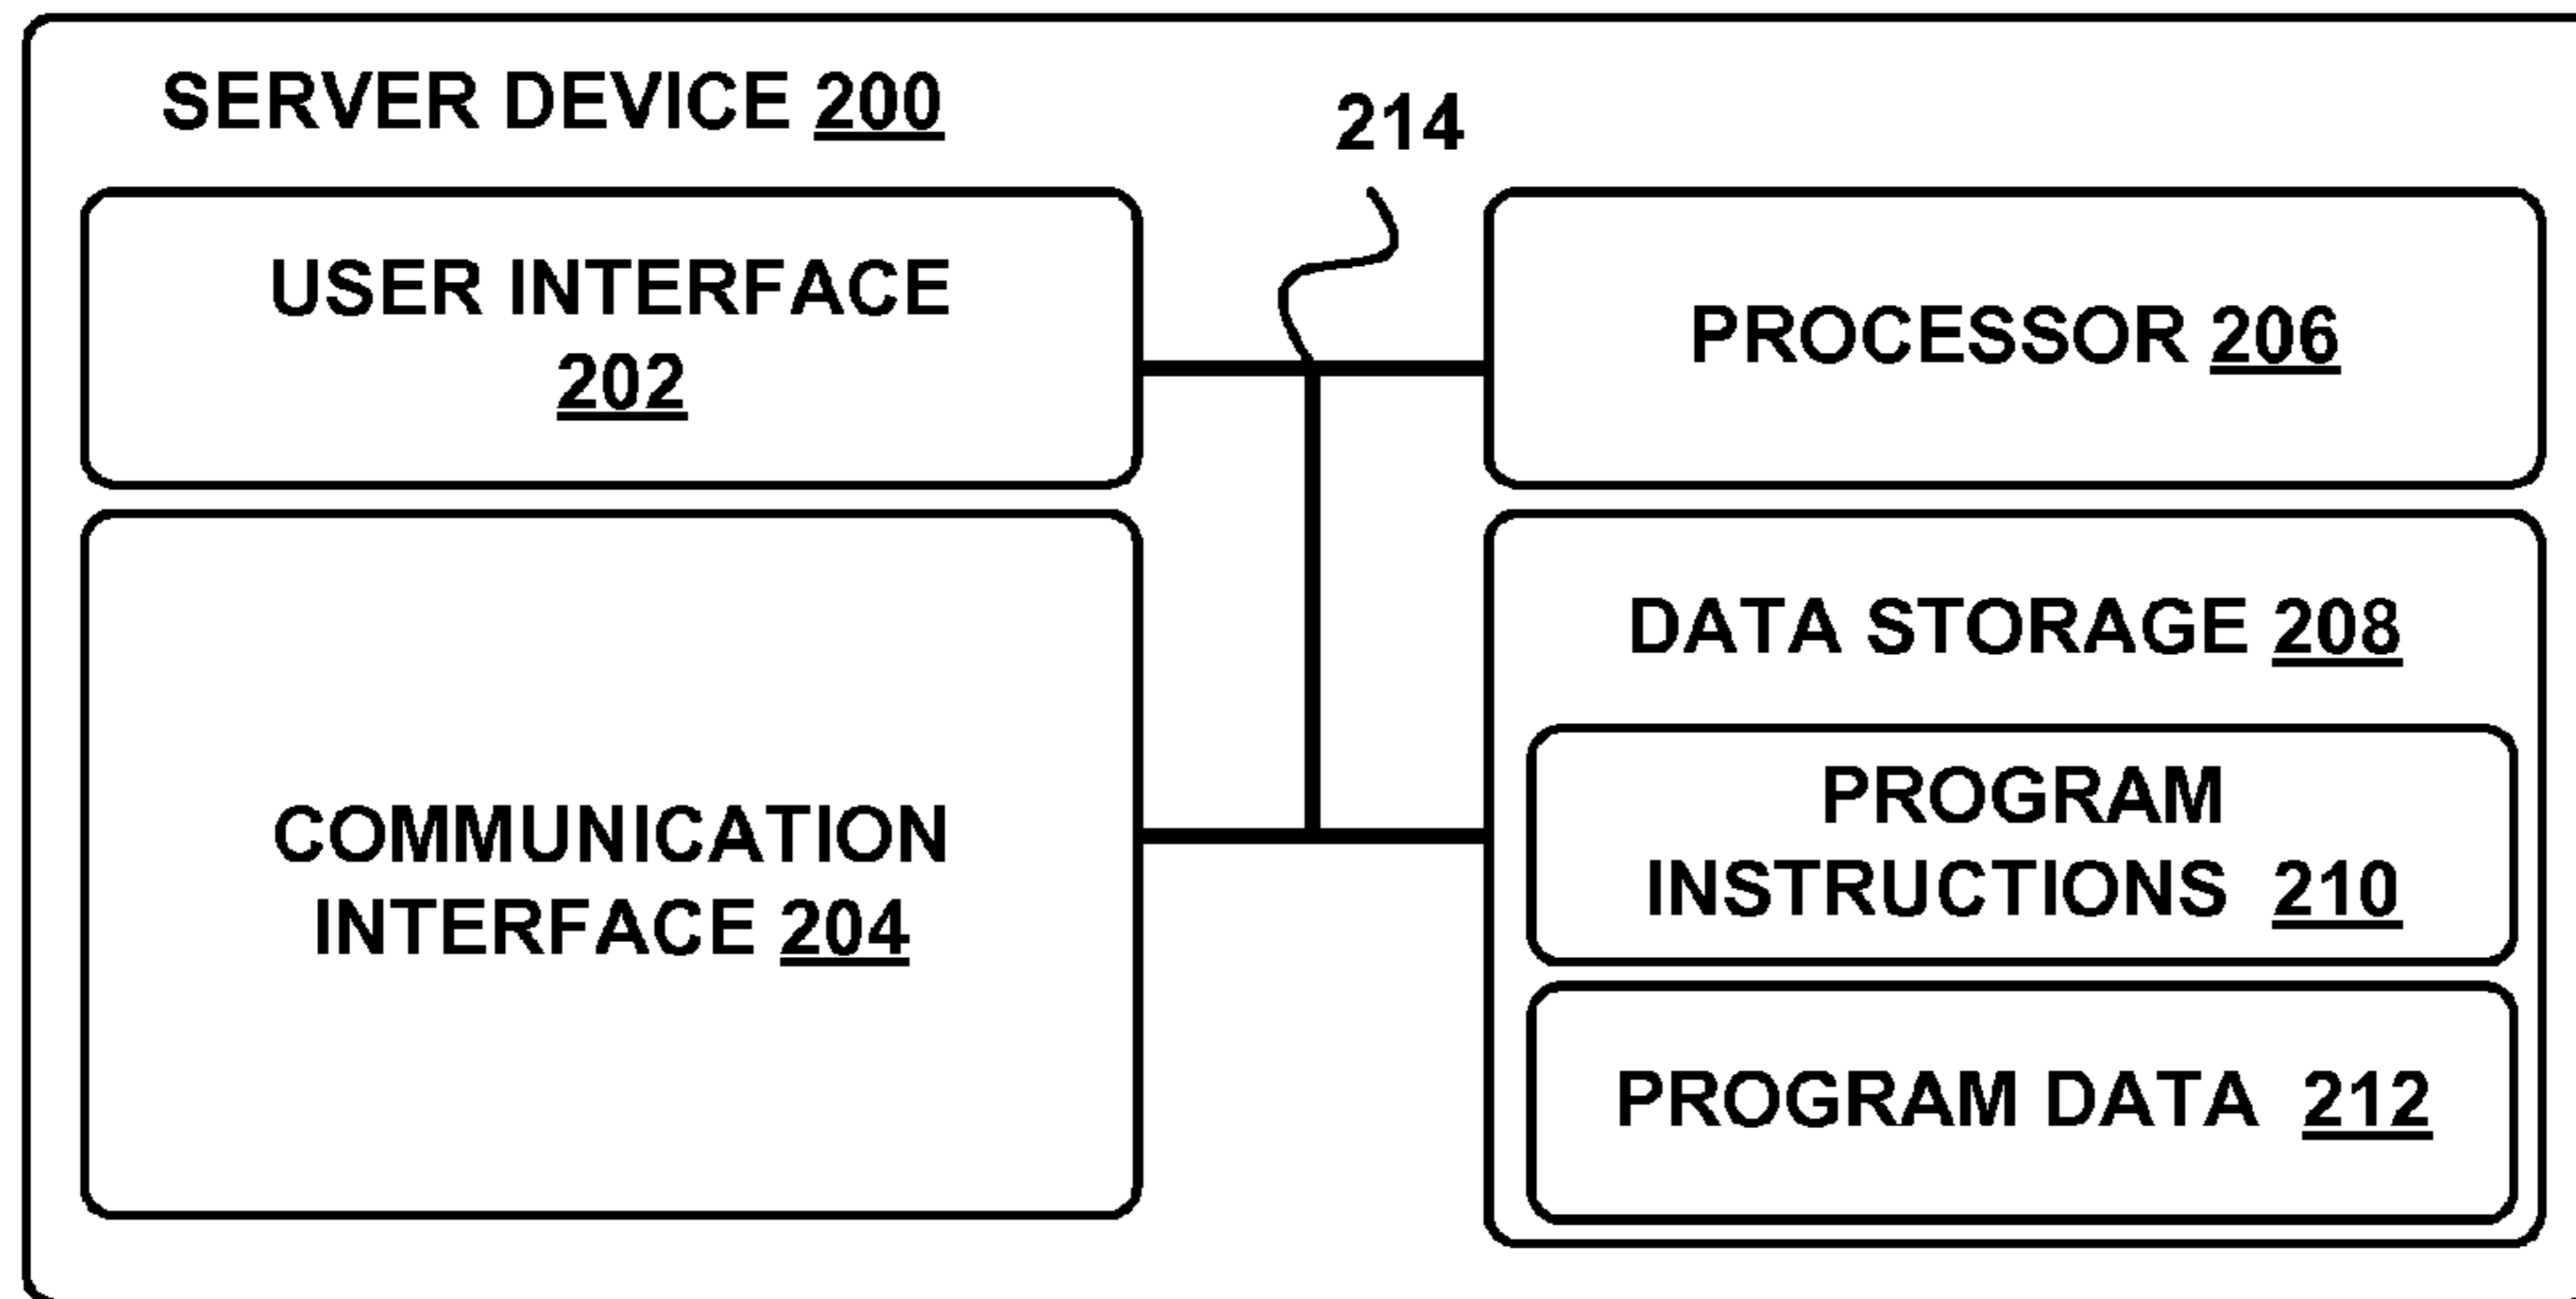 SERVER DEVICE 200
214
USER INTERFACE
202
PROCESSOR 206
COMMUNICATION
INTERFACE 204
DATA STORAGE 208
PROGRAM
INSTRUCTIONS 210
PROGRAM DATA 212